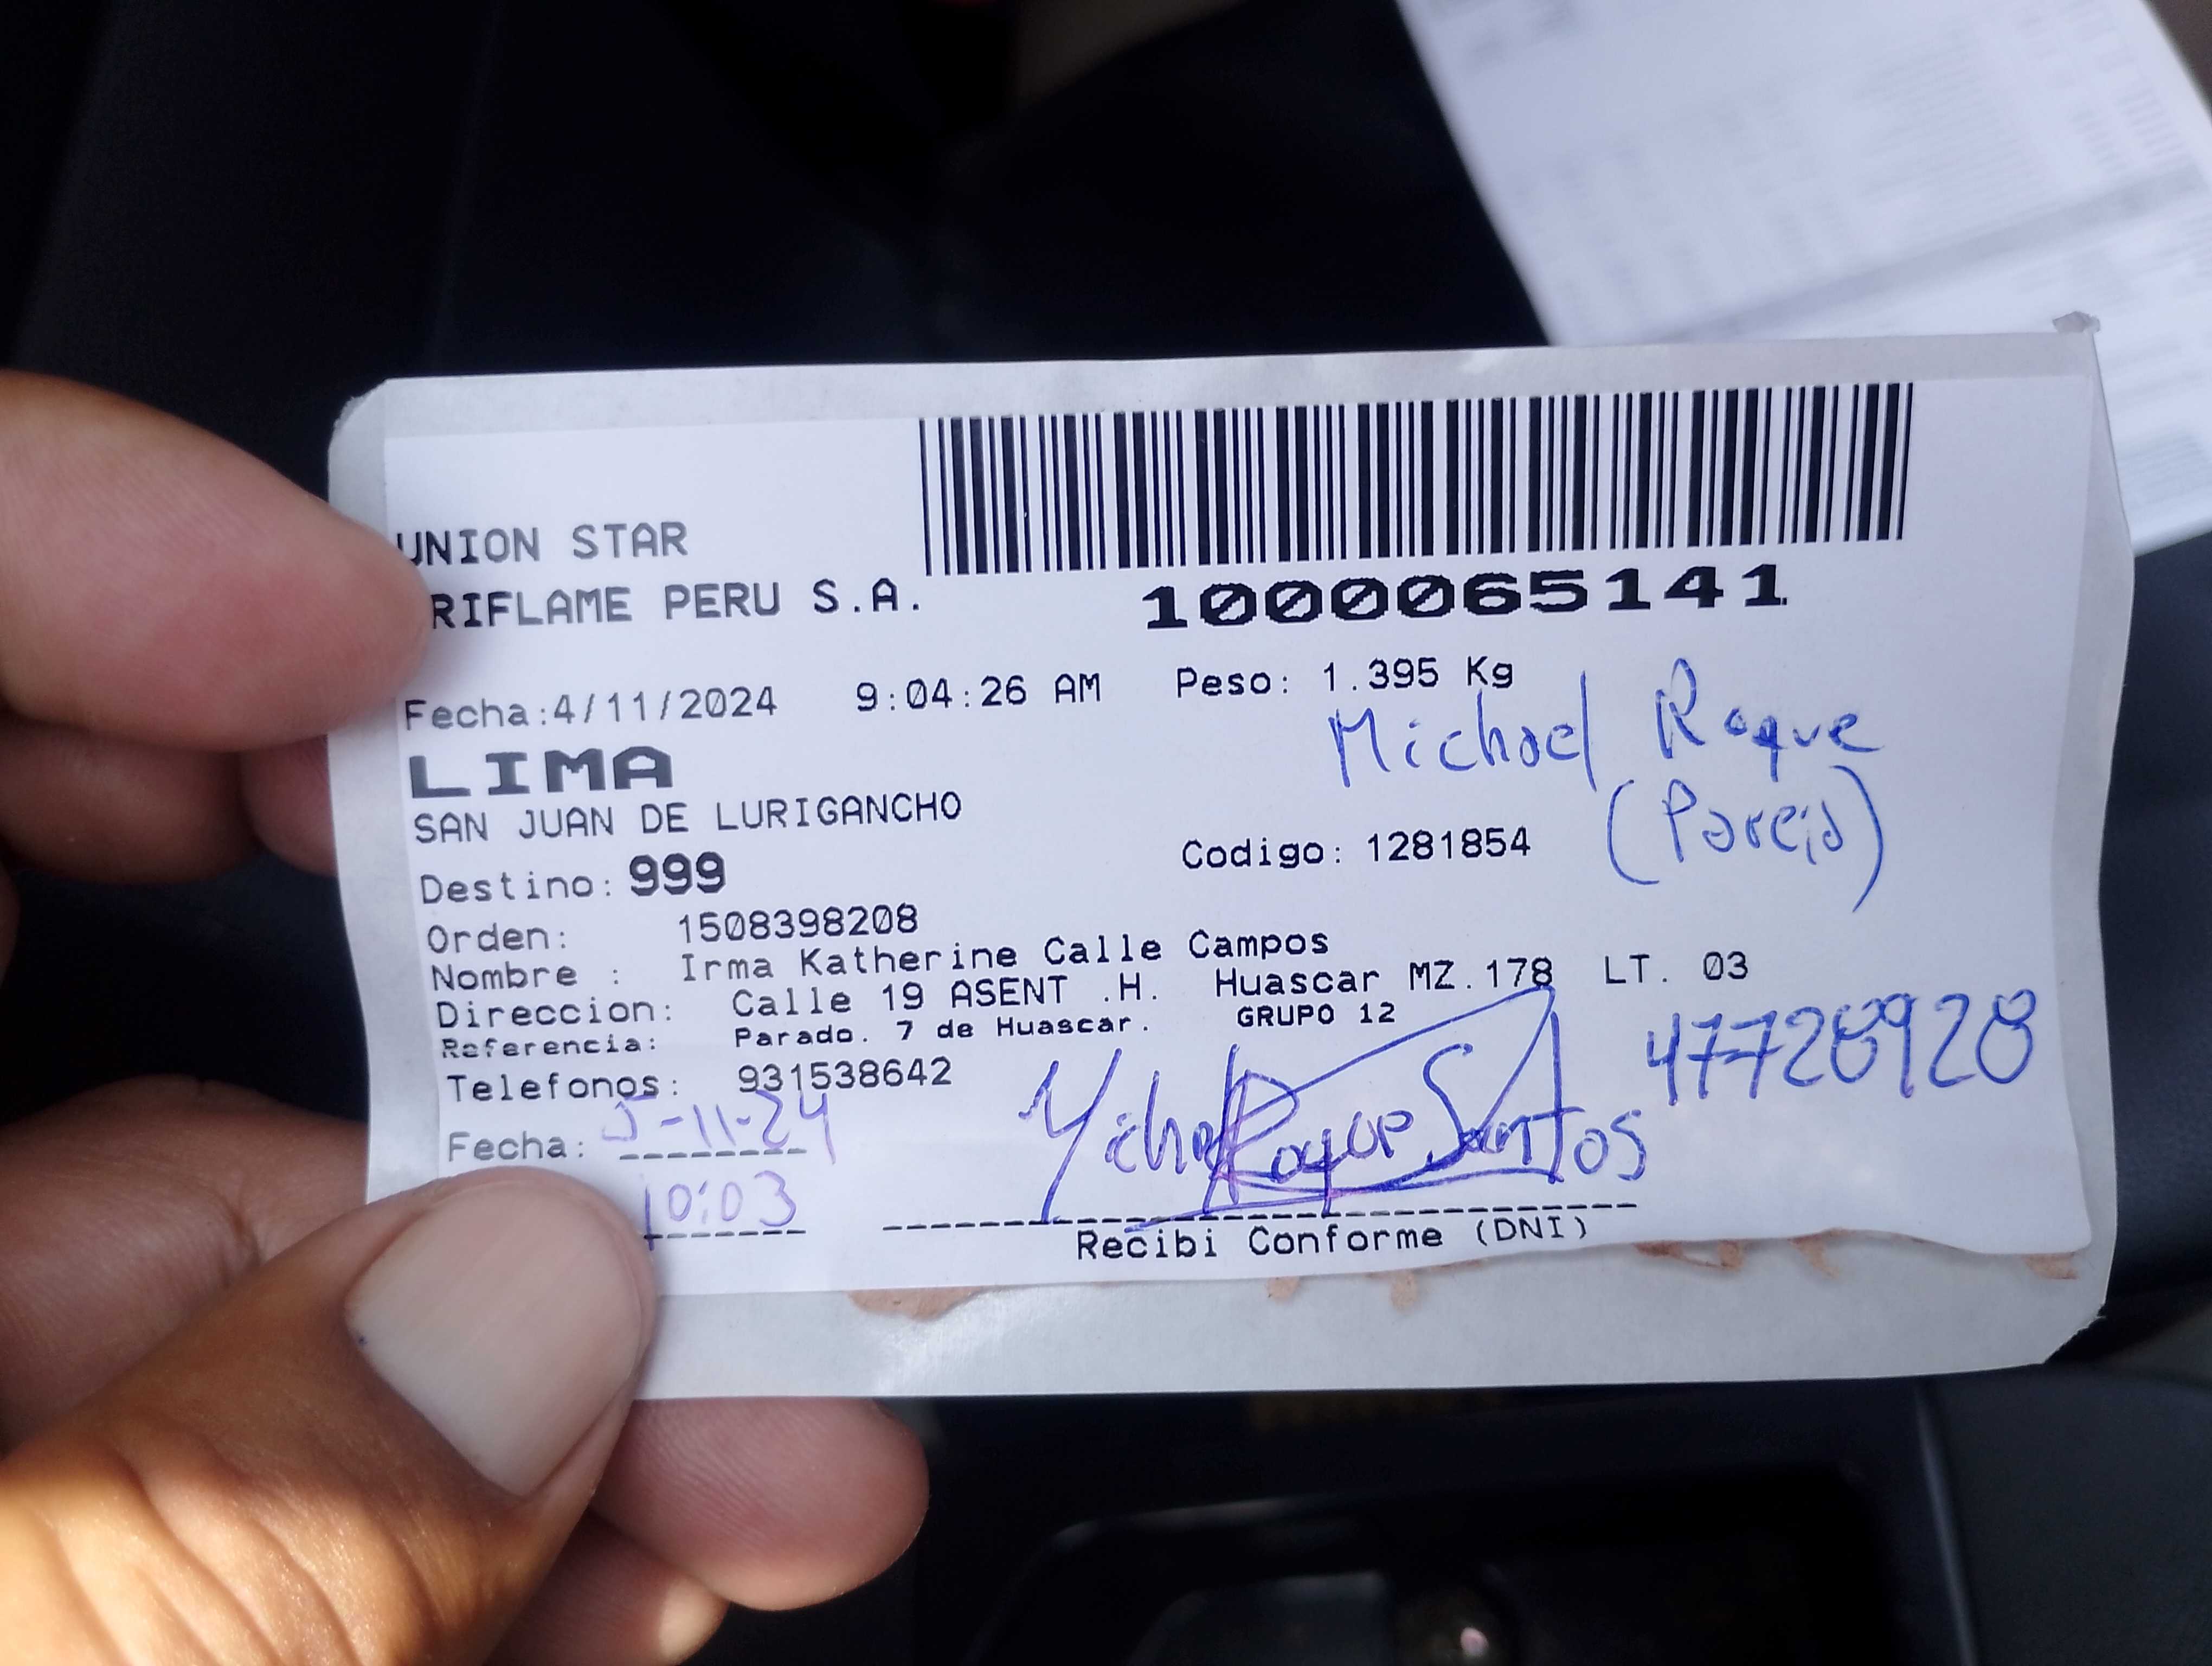 UNION STAR
RIFLAME PERU S.A.
1000065141
Fecha:4/11/2024 9:04:26 AM Peso: 1.395 Kg
Michael Roque
LIMA
(Pareja)
SAN JUAN DE LURIGANCHO
Codigo: 1281854
Destino: 999
Orden: 1508398208
Nombre : Irma Katherine Calle Campos
Direccion: Calle 19 ASENT .H. Huascar MZ.178 LT. 03
Referencia: Parado. 7 de Huascar. GRUPO 12
47728928
Telefonos: 931538642
Fecha: 5-11-24
Michael Roque Santos
10:03
Recibi Conforme (DNI)